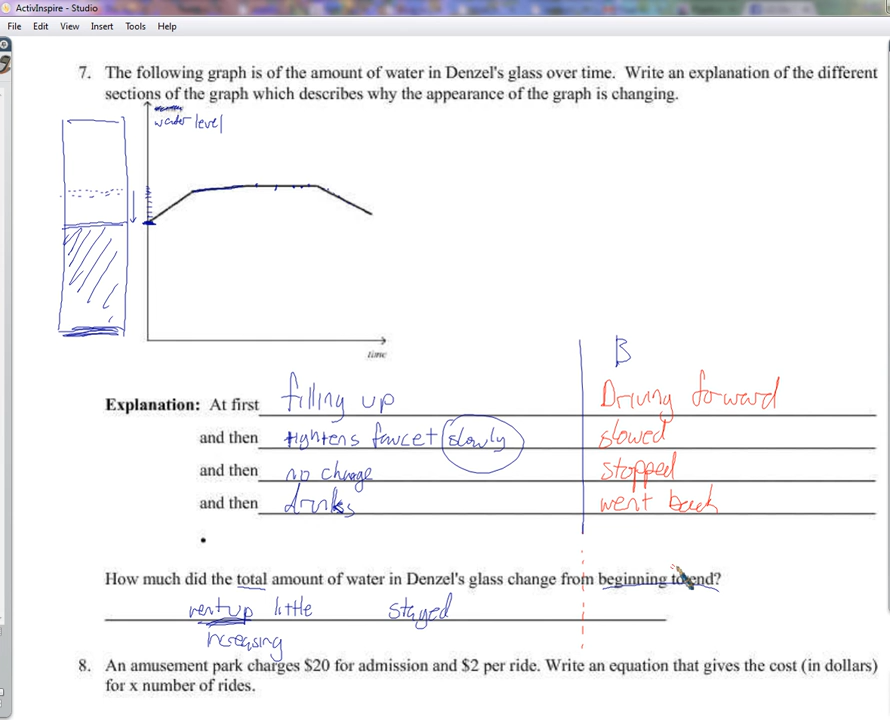 ActivInspire - Studio
File Edit View Insert Tools Help
7. The following graph is of the amount of water in Denzel's glass over time. Write an explanation of the different
sections of the graph which describes why the appearance of the graph is changing.
water level
time
B
Explanation: At first filling up Driving forward
and then tightens faucet slowly slowed
and then no change stopped
and then drinks went back
How much did the total amount of water in Denzel's glass change from beginning to end?
went up little stayed
increasing
8. An amusement park charges $20 for admission and $2 per ride. Write an equation that gives the cost (in dollars)
for x number of rides.